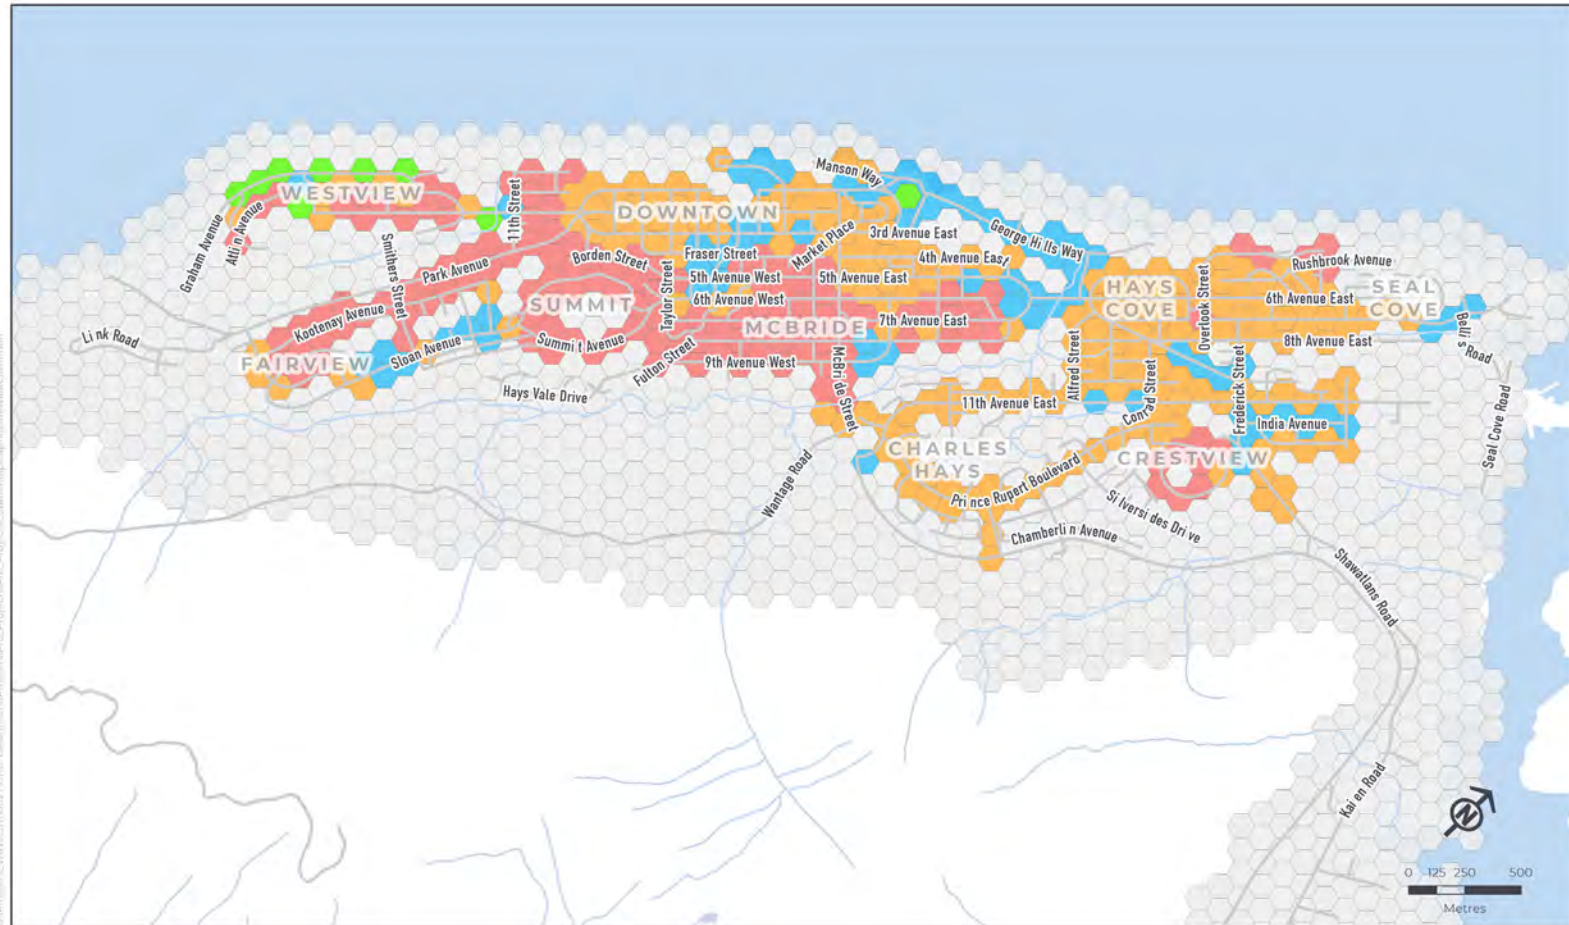 Manson Way
WESTVIEW
11th Street
DOWNTOWN
Graham Avenue
Atlin Avenue
Smithers Street
Park Avenue
Borden Street
Fraser Street
Market Place
3rd Avenue East
4th Avenue East
George Hills Way
5th Avenue West
5th Avenue East
Taylor Street
6th Avenue West
7th Avenue East
SUMMIT
MCBRIDE
HAYS
COVE
Overlook Street
Rushbrook Avenue
6th Avenue East
SEAL
COVE
8th Avenue East
Bellis Road
Link Road
Kootenay Avenue
FAIRVIEW
Sloan Avenue
Summit Avenue
Fulton Street
9th Avenue West
McBride Street
Hays Vale Drive
11th Avenue East
Alfred Street
Conrad Street
Frederick Street
India Avenue
Seal Cove Road
CHARLES
HAYS
CRESTVIEW
Prince Rupert Boulevard
Wantage Road
Silversides Drive
Chamberlin Avenue
Shawatlans Road
Kaien Road
N
0 125 250 500
Metres